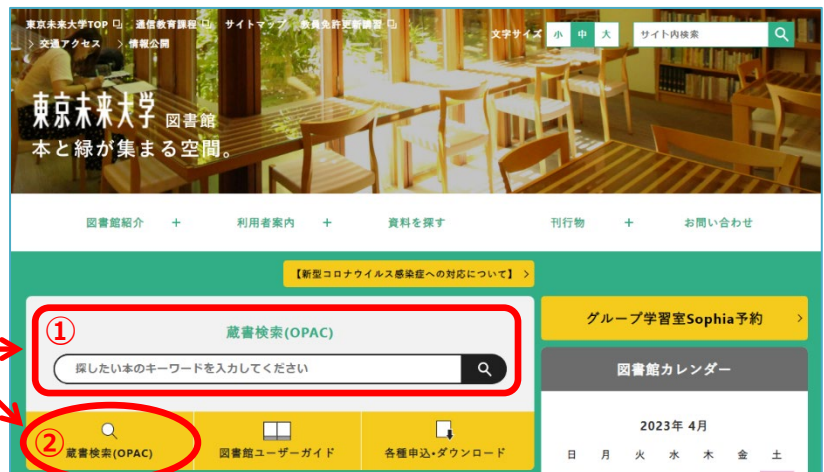 東京未来大学TOP 通信教育課程 サイトマップ 教員免許更新講習
> 交通アクセス > 情報公開
文字サイズ 小 中 大 サイト内検索
東京未来大学 図書館
本と緑が集まる空間。
図書館紹介 + 利用者案内 + 資料を探す 刊行物 + お問い合わせ
【新型コロナウイルス感染症への対応について】 >
①
蔵書検索(OPAC)
探したい本のキーワードを入力してください
②
蔵書検索(OPAC) 図書館ユーザーガイド 各種申込・ダウンロード
グループ学習室Sophia予約 >
図書館カレンダー
2023年 4月
日 月 火 水 木 金 土